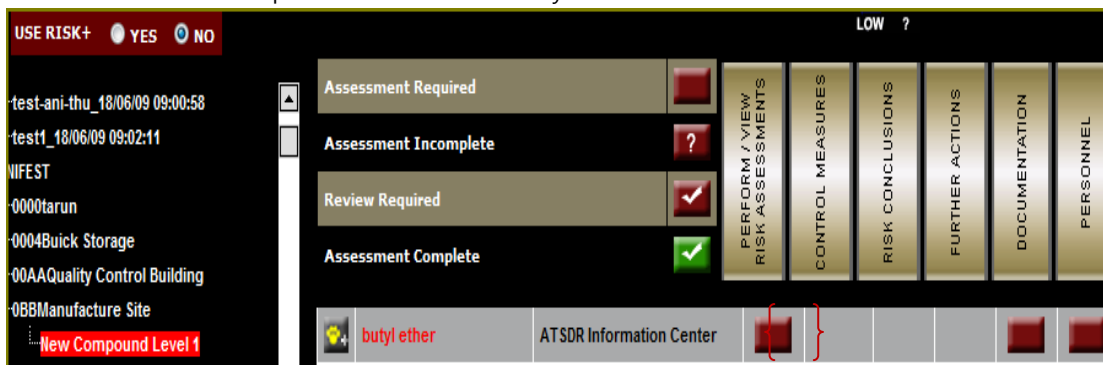 USE RISK+ YES NO
LOW ?
test-ani-thu_18/06/09 09:00:58
test1_18/06/09 09:02:11
NIFEST
0000tarun
0004Buick Storage
00AAQuality Control Building
0BBManufacture Site
New Compound Level 1
Assessment Required
Assessment Incomplete ?
Review Required
Assessment Complete
PERFORM / VIEW
RISK ASSESSMENTS
CONTROL MEASURES
RISK CONCLUSIONS
FURTHER ACTIONS
DOCUMENTATION
PERSONNEL
butyl ether ATSDR Information Center { }